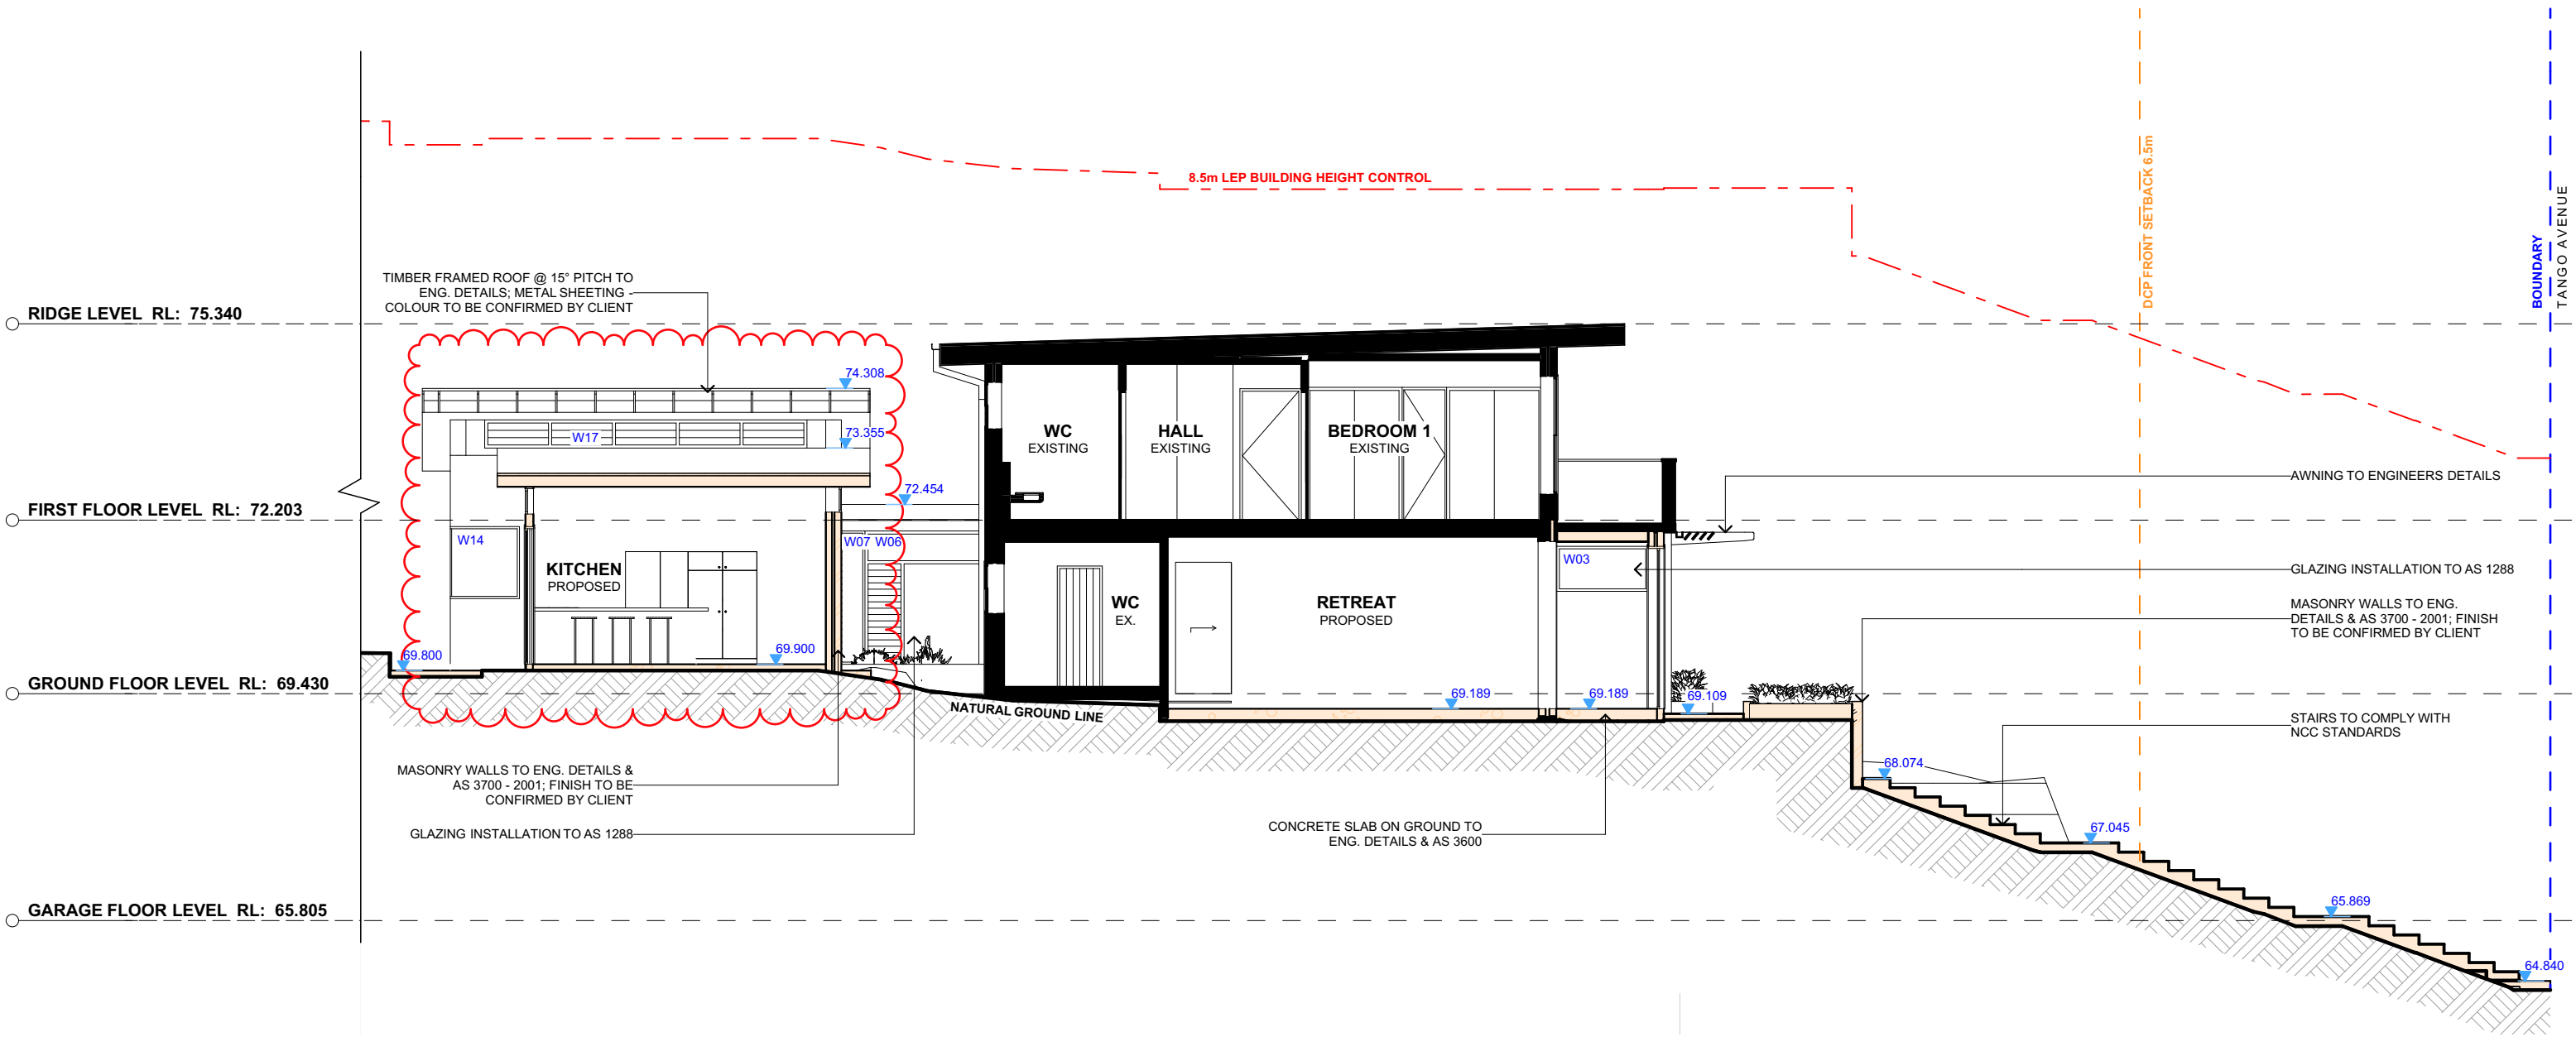 8.5m LEP BUILDING HEIGHT CONTROL
DCP FRONT SETBACK 6.5m
BOUNDARY
TANGO AVENUE
TIMBER FRAMED ROOF @ 15° PITCH TO
ENG. DETAILS; METAL SHEETING -
COLOUR TO BE CONFIRMED BY CLIENT
RIDGE LEVEL RL: 75.340
74.308
W17
73.355
WC
EXISTING
HALL
EXISTING
BEDROOM 1
EXISTING
AWNING TO ENGINEERS DETAILS
72.454
FIRST FLOOR LEVEL RL: 72.203
W14
W07 W06
W03
KITCHEN
PROPOSED
GLAZING INSTALLATION TO AS 1288
WC
EX.
RETREAT
PROPOSED
MASONRY WALLS TO ENG.
DETAILS & AS 3700 - 2001; FINISH
TO BE CONFIRMED BY CLIENT
69.800
69.900
GROUND FLOOR LEVEL RL: 69.430
69.189
69.189
69.109
NATURAL GROUND LINE
STAIRS TO COMPLY WITH
NCC STANDARDS
68.074
MASONRY WALLS TO ENG. DETAILS &
AS 3700 - 2001; FINISH TO BE
CONFIRMED BY CLIENT
GLAZING INSTALLATION TO AS 1288
CONCRETE SLAB ON GROUND TO
ENG. DETAILS & AS 3600
67.045
65.869
GARAGE FLOOR LEVEL RL: 65.805
64.840